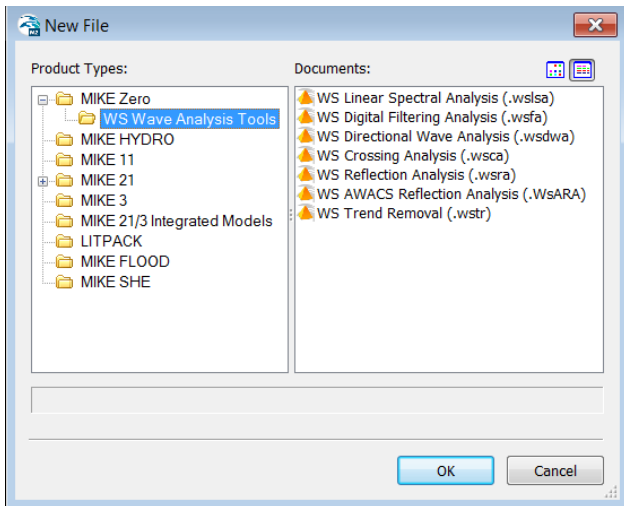 New File
Product Types:
Documents:
MIKE Zero
WS Wave Analysis Tools
MIKE HYDRO
MIKE 11
MIKE 21
MIKE 3
MIKE 21/3 Integrated Models
LITPACK
MIKE FLOOD
MIKE SHE
WS Linear Spectral Analysis (.wslsa)
WS Digital Filtering Analysis (.wsfa)
WS Directional Wave Analysis (.wsdwa)
WS Crossing Analysis (.wsca)
WS Reflection Analysis (.wsra)
WS AWACS Reflection Analysis (.WsARA)
WS Trend Removal (.wstr)
OK
Cancel